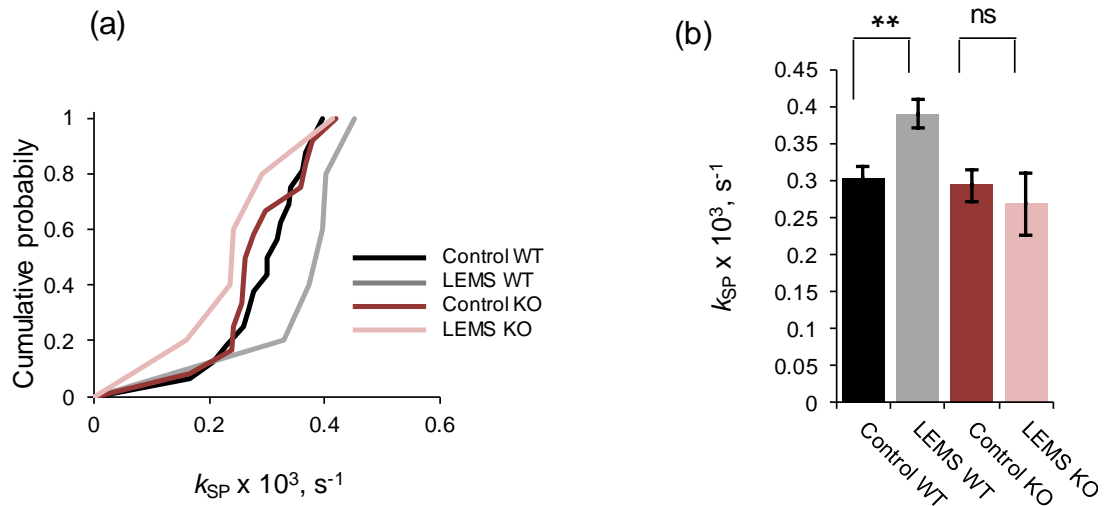 (a)
Cumulative probabily
1
0.8
0.6
0.4
0.2
0
0
0.2
0.4
0.6
kSP x 10³, s⁻¹
Control WT
LEMS WT
Control KO
LEMS KO
(b)
**
ns
kSP x 10³, s⁻¹
0.45
0.4
0.35
0.3
0.25
0.2
0.15
0.1
0.05
0
Control WT
LEMS WT
Control KO
LEMS KO